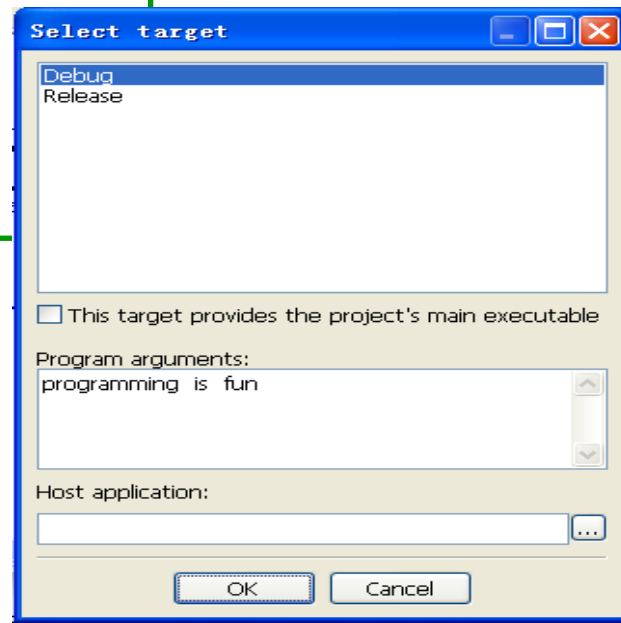 Select target
Debug
Release
This target provides the project's main executable
Program arguments:
programming is fun
Host application:
...
OK Cancel